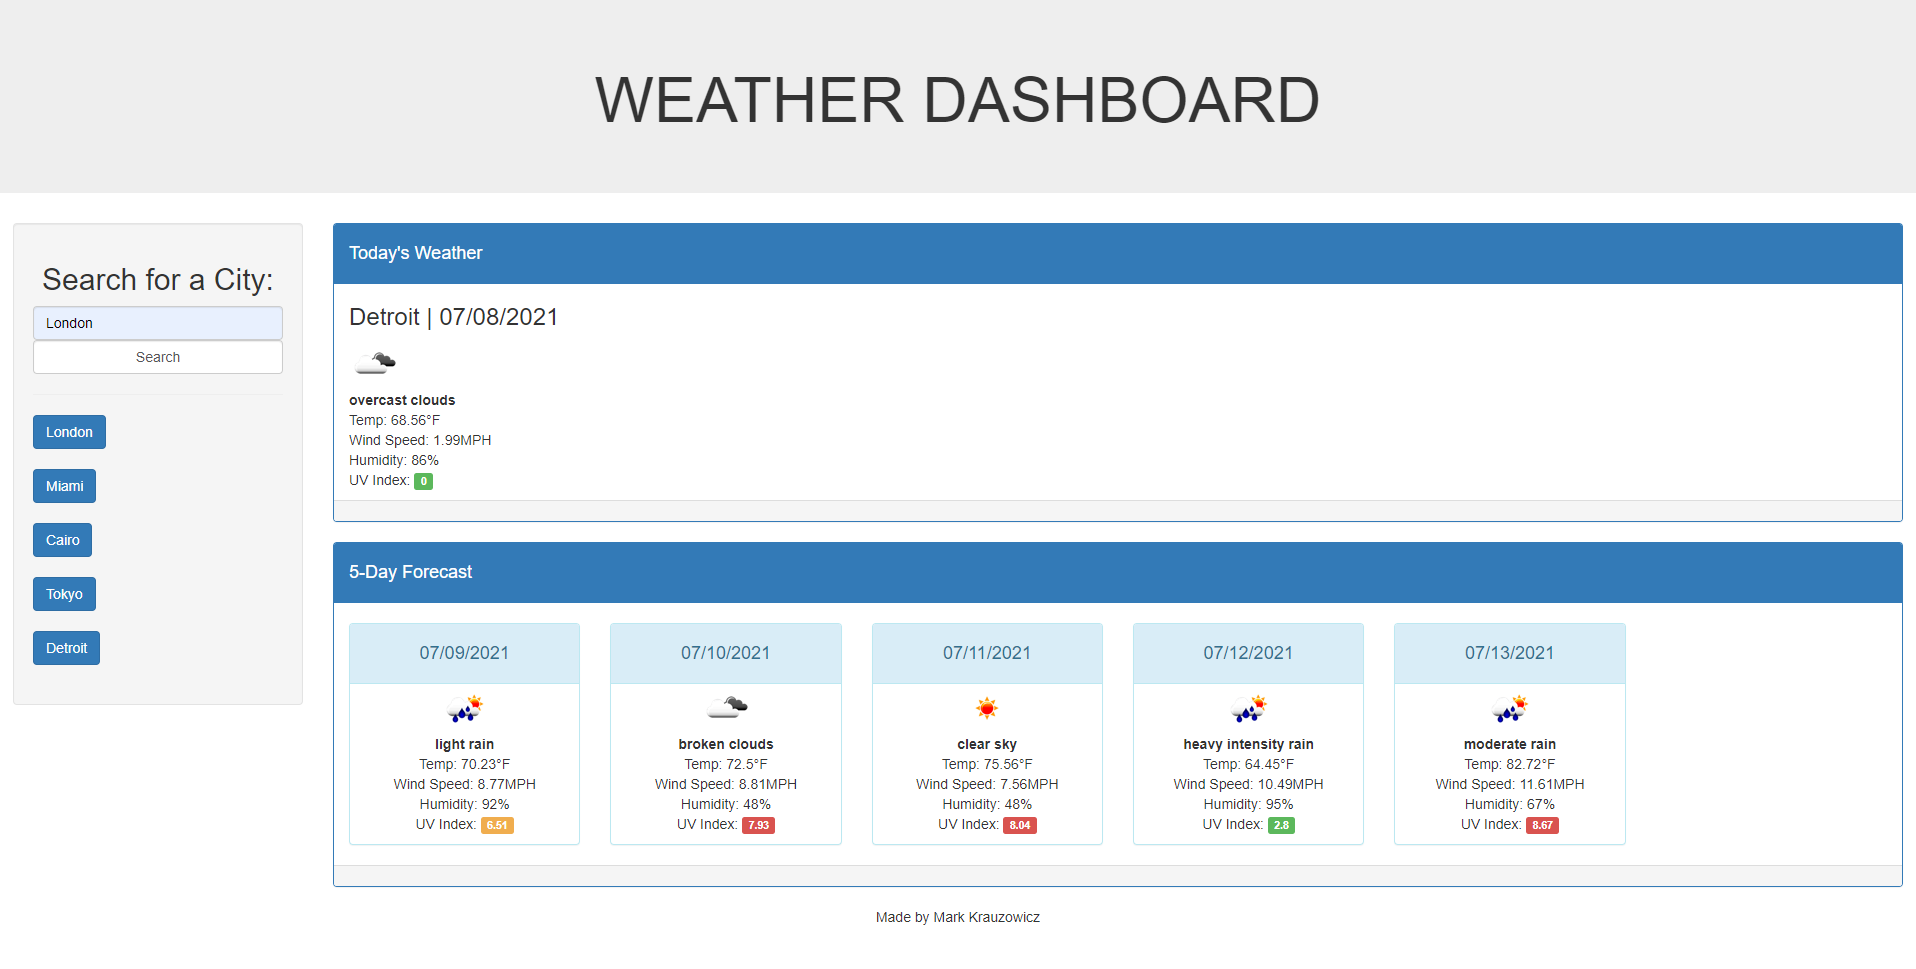 WEATHER DASHBOARD
Search for a City:
London
Search
London
Miami
Cairo
Tokyo
Detroit
Today's Weather
Detroit | 07/08/2021
overcast clouds
Temp: 68.56°F
Wind Speed: 1.99MPH
Humidity: 86%
UV Index: 0
5-Day Forecast
07/09/2021
light rain
Temp: 70.23°F
Wind Speed: 8.77MPH
Humidity: 92%
UV Index: 6.51
07/10/2021
broken clouds
Temp: 72.5°F
Wind Speed: 8.81MPH
Humidity: 48%
UV Index: 7.93
07/11/2021
clear sky
Temp: 75.56°F
Wind Speed: 7.56MPH
Humidity: 48%
UV Index: 8.04
07/12/2021
heavy intensity rain
Temp: 64.45°F
Wind Speed: 10.49MPH
Humidity: 95%
UV Index: 2.8
07/13/2021
moderate rain
Temp: 82.72°F
Wind Speed: 11.61MPH
Humidity: 67%
UV Index: 8.67
Made by Mark Krauzowicz